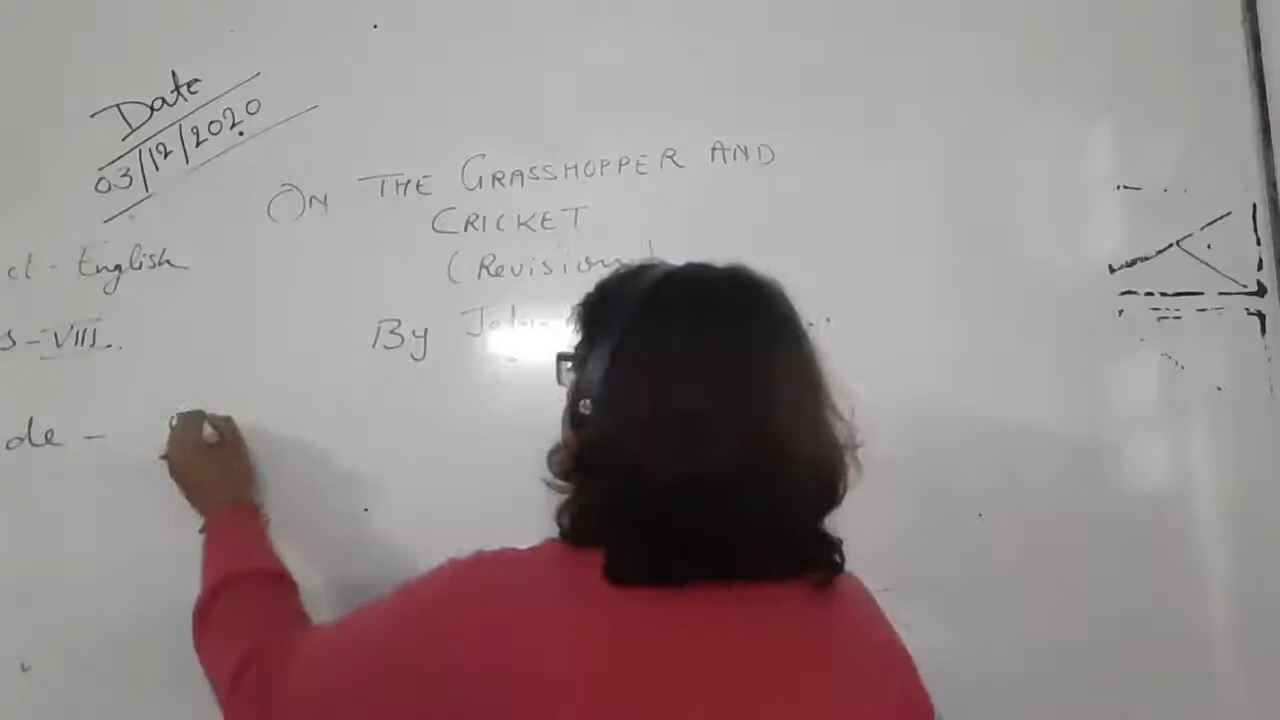 Date
03/12/2020
On THE GRASSHOPPER AND
CRICKET
ct - English
(Revision
s - VIII.
By John
de -